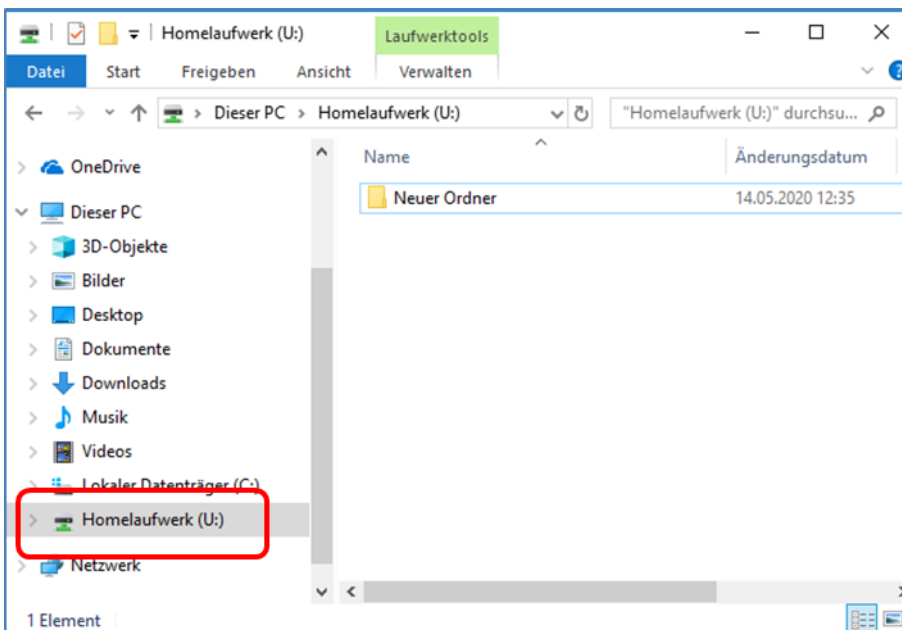 Homelaufwerk (U:)
Laufwerktools
Datei Start Freigeben Ansicht Verwalten
Dieser PC Homelaufwerk (U:)
"Homelaufwerk (U:)" durchsu...
OneDrive
Dieser PC
3D-Objekte
Bilder
Desktop
Dokumente
Downloads
Musik
Videos
Lokaler Datenträger (C:)
Homelaufwerk (U:)
Netzwerk
Name Änderungsdatum
Neuer Ordner 14.05.2020 12:35
1 Element